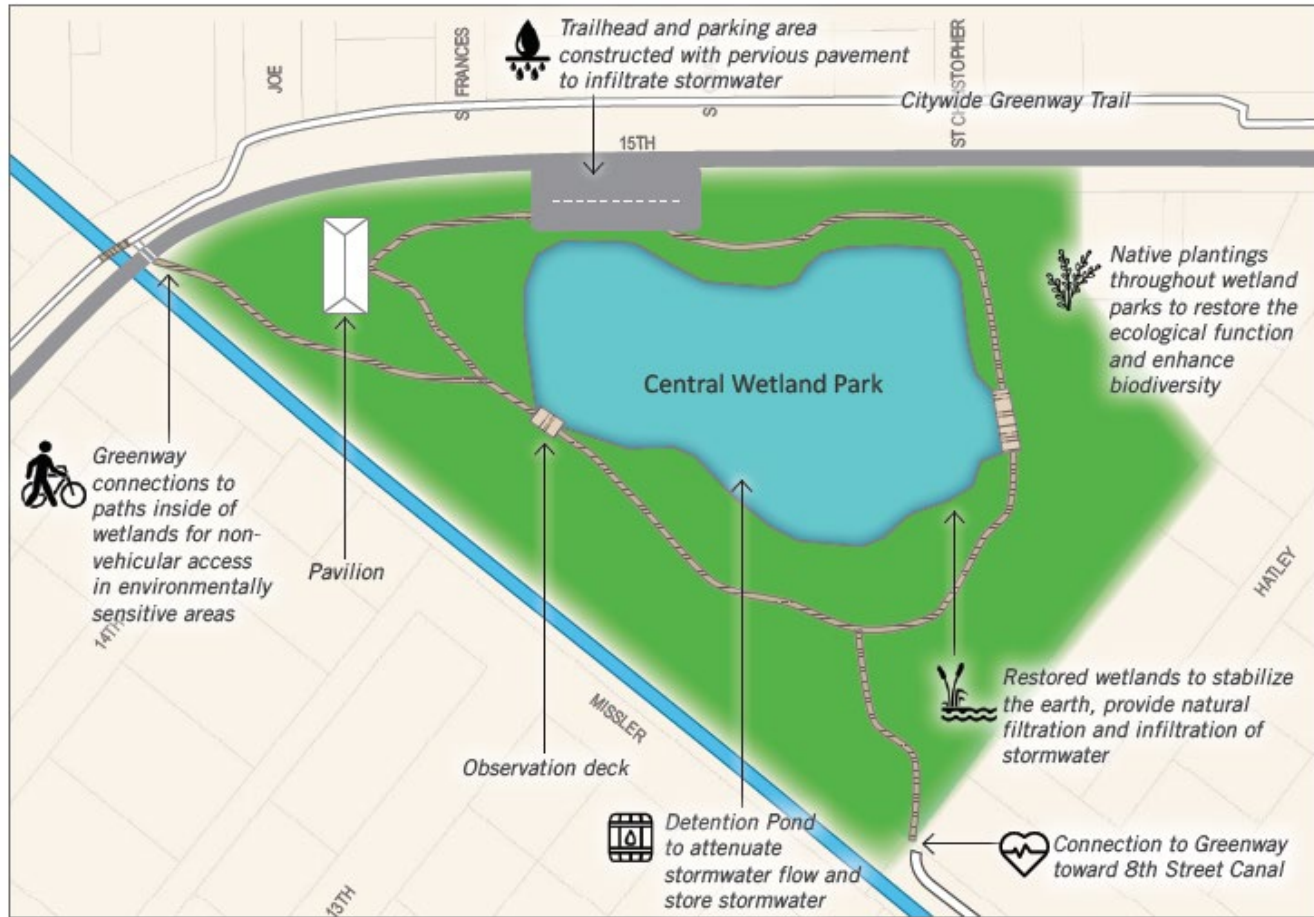 Trailhead and parking area
constructed with pervious pavement
to infiltrate stormwater
JOE
FRANCES
ST CHRISTOPHER
Citywide Greenway Trail
15TH
Native plantings
throughout wetland
parks to restore the
ecological function
and enhance
biodiversity
Central Wetland Park
Greenway
connections to
paths inside of
wetlands for non-
vehicular access
in environmentally
sensitive areas
Pavilion
HATLEY
14TH
Restored wetlands to stabilize
the earth, provide natural
filtration and infiltration of
stormwater
MISSLER
Observation deck
Detention Pond
to attenuate
stormwater flow and
store stormwater
Connection to Greenway
toward 8th Street Canal
13TH